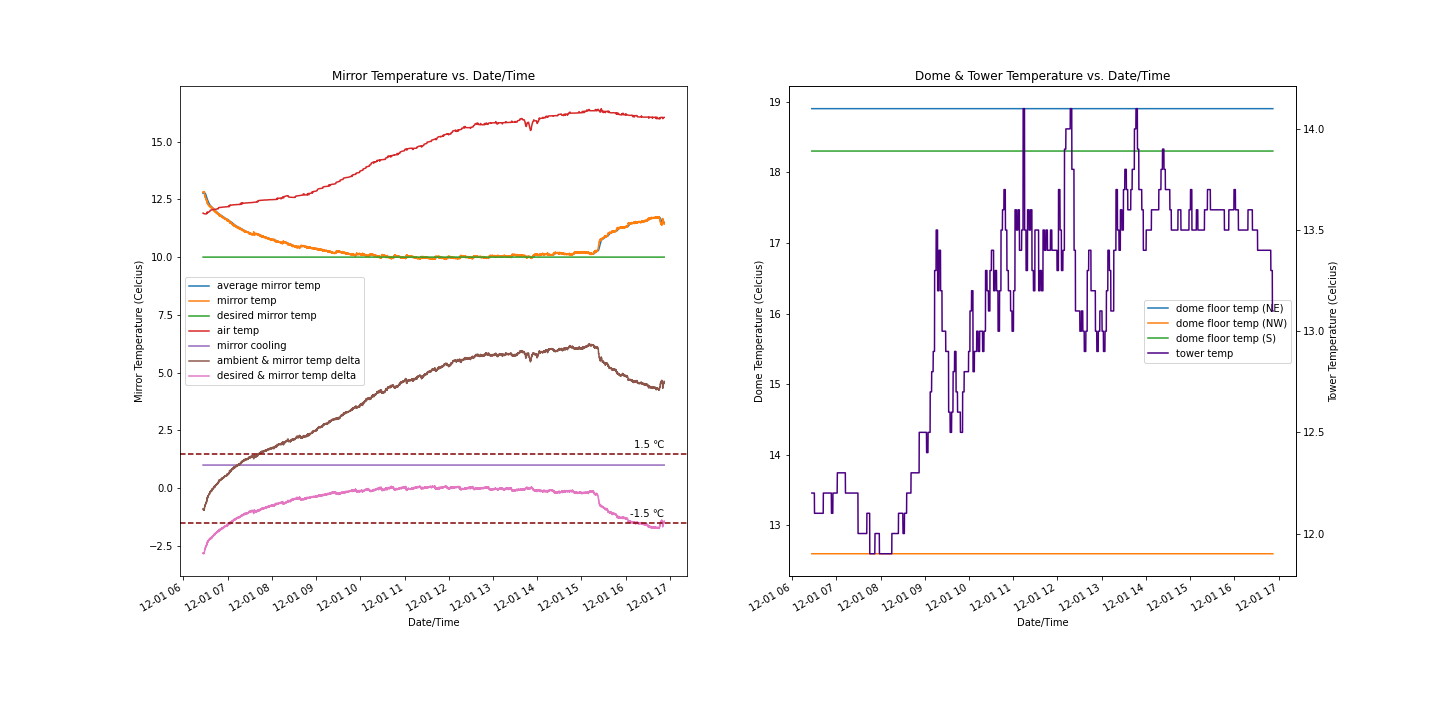 Mirror Temperature vs. Date/Time
15.0
12.5
10.0
7.5
5.0
2.5
0.0
−2.5
Mirror Temperature (Celcius)
average mirror temp
mirror temp
desired mirror temp
air temp
mirror cooling
ambient & mirror temp delta
desired & mirror temp delta
1.5 °C
-1.5 °C
12-01 06
12-01 07
12-01 08
12-01 09
12-01 10
12-01 11
12-01 12
12-01 13
12-01 14
12-01 15
12-01 16
12-01 17
Date/Time
Dome & Tower Temperature vs. Date/Time
19
18
17
16
15
14
13
Dome Temperature (Celcius)
dome floor temp (NE)
dome floor temp (NW)
dome floor temp (S)
tower temp
14.0
13.5
13.0
12.5
12.0
Tower Temperature (Celcius)
12-01 06
12-01 07
12-01 08
12-01 09
12-01 10
12-01 11
12-01 12
12-01 13
12-01 14
12-01 15
12-01 16
12-01 17
Date/Time